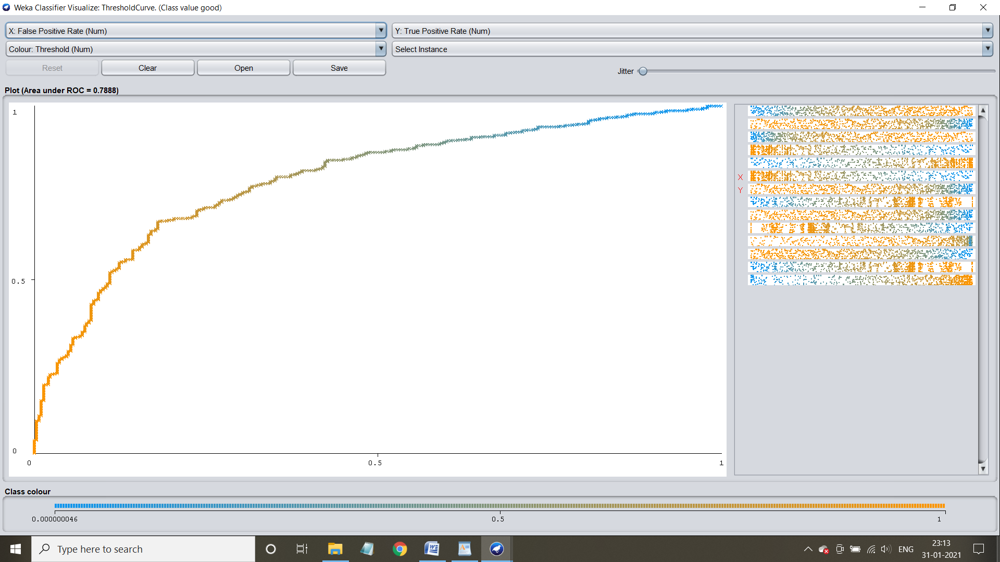 Weka Classifier Visualize: ThresholdCurve. (Class value good)
X: False Positive Rate (Num)
Y: True Positive Rate (Num)
Colour: Threshold (Num)
Select Instance
Reset
Clear
Open
Save
Jitter
Plot (Area under ROC = 0.7888)
1
0.5
0
0
0.5
1
X
Y
Class colour
0.000000046
0.5
1
Type here to search
ENG
23:13
31-01-2021